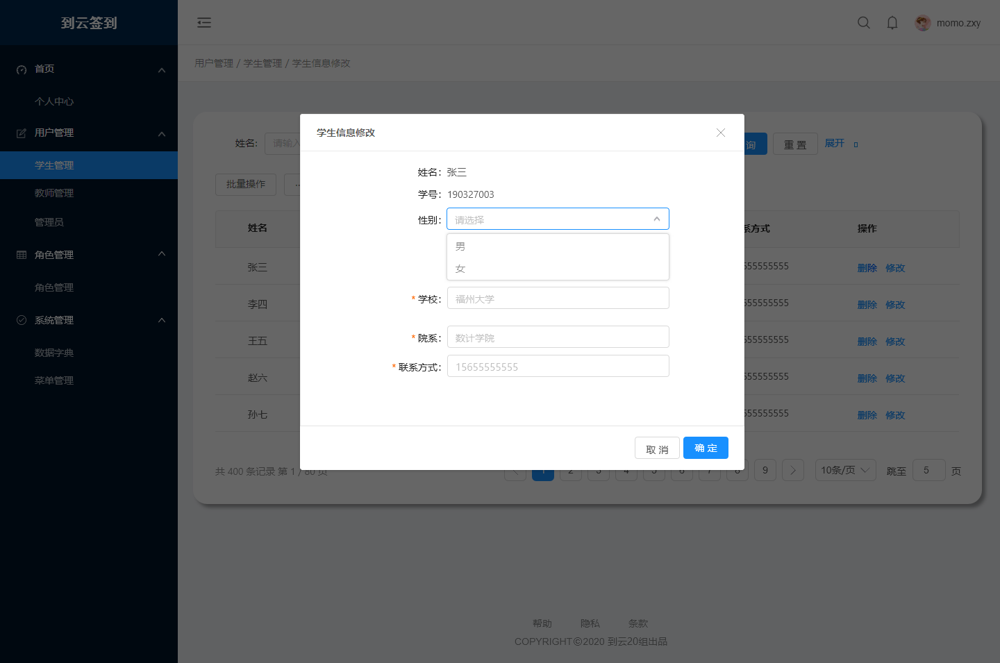 到云签到
momo.zxy
首页
个人中心
用户管理
学生管理
教师管理
管理员
角色管理
角色管理
系统管理
数据字典
菜单管理
用户管理 / 学生管理 / 学生信息修改
姓名: 请输入
询 重 置 展开
批量操作 ...
姓名 系方式 操作
张三 555555555 删除 修改
李四 555555555 删除 修改
王五 555555555 删除 修改
赵六 555555555 删除 修改
孙七 555555555 删除 修改
学生信息修改
姓名: 张三
学号: 190327003
性别: 请选择
男
女
* 学校: 福州大学
* 院系: 数计学院
* 联系方式: 15655555555
取 消 确 定
共 400 条记录 第 1 / 80 页 1 2 3 4 5 6 7 8 9 10条/页 跳至 5 页
帮助 隐私 条款
COPYRIGHT©2020 到云20组出品